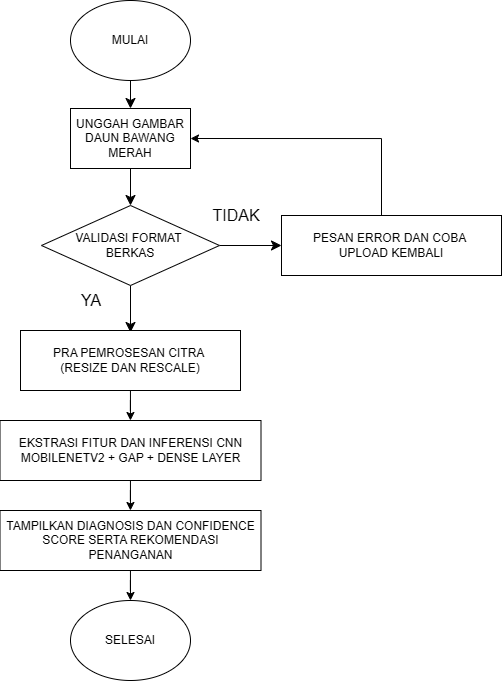 MULAI
UNGGAH GAMBAR
DAUN BAWANG
MERAH
TIDAK
VALIDASI FORMAT
BERKAS
PESAN ERROR DAN COBA
UPLOAD KEMBALI
YA
PRA PEMROSESAN CITRA
(RESIZE DAN RESCALE)
EKSTRASI FITUR DAN INFERENSI CNN
MOBILENETV2 + GAP + DENSE LAYER
TAMPILKAN DIAGNOSIS DAN CONFIDENCE
SCORE SERTA REKOMENDASI
PENANGANAN
SELESAI